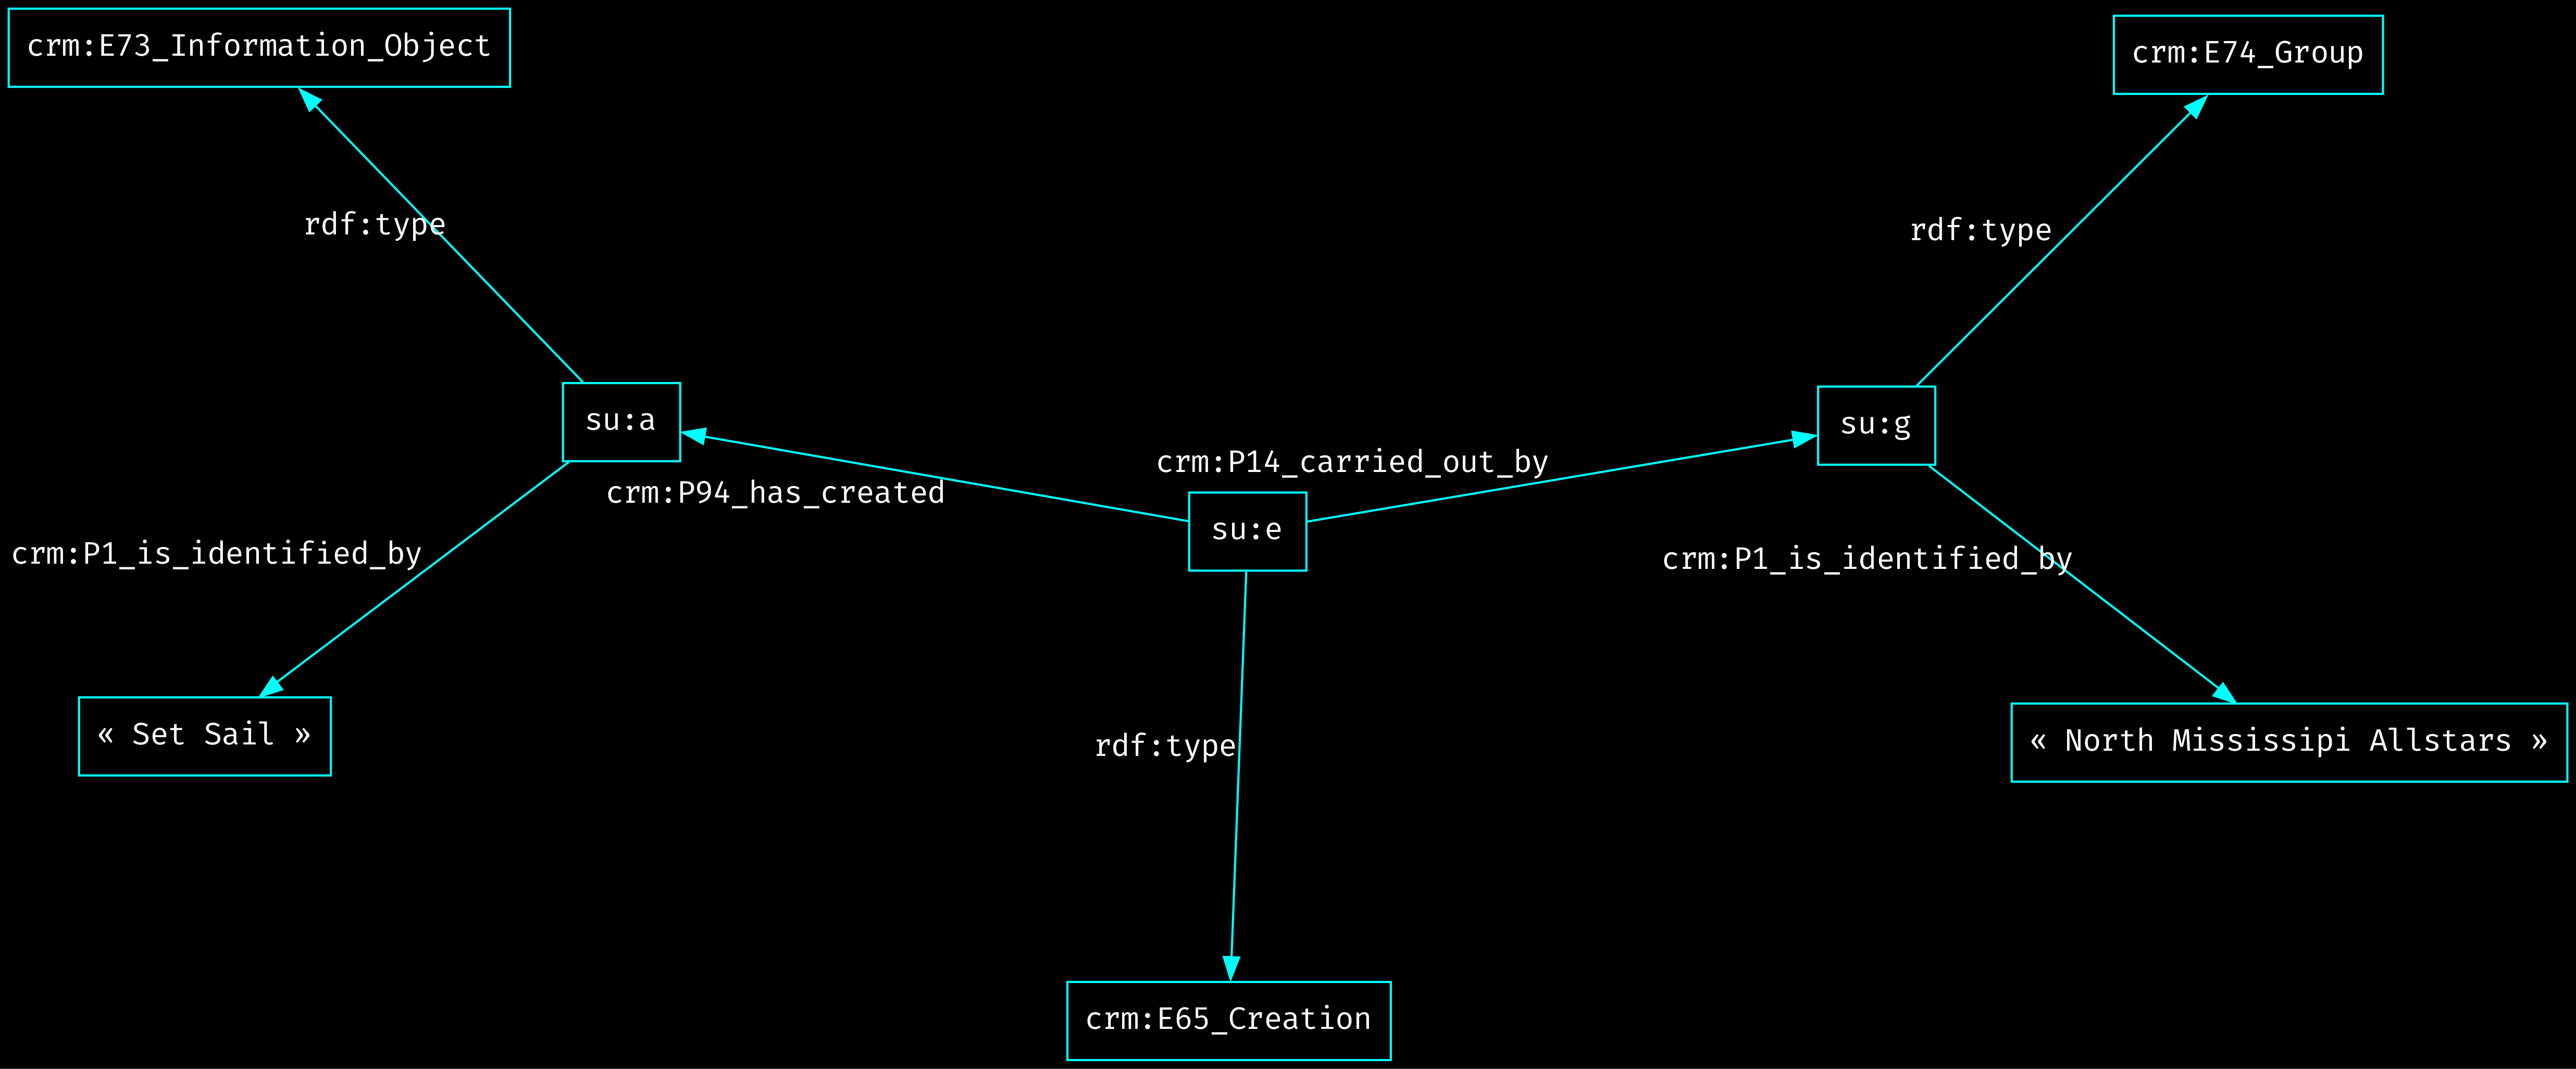 crm:E73_Information_Object
crm:E74_Group
rdf:type
rdf:type
su:a
su:g
crm:P14_carried_out_by
crm:P94_has_created
su:e
crm:P1_is_identified_by
crm:P1_is_identified_by
« Set Sail »
rdf:type
« North Mississipi Allstars »
crm:E65_Creation